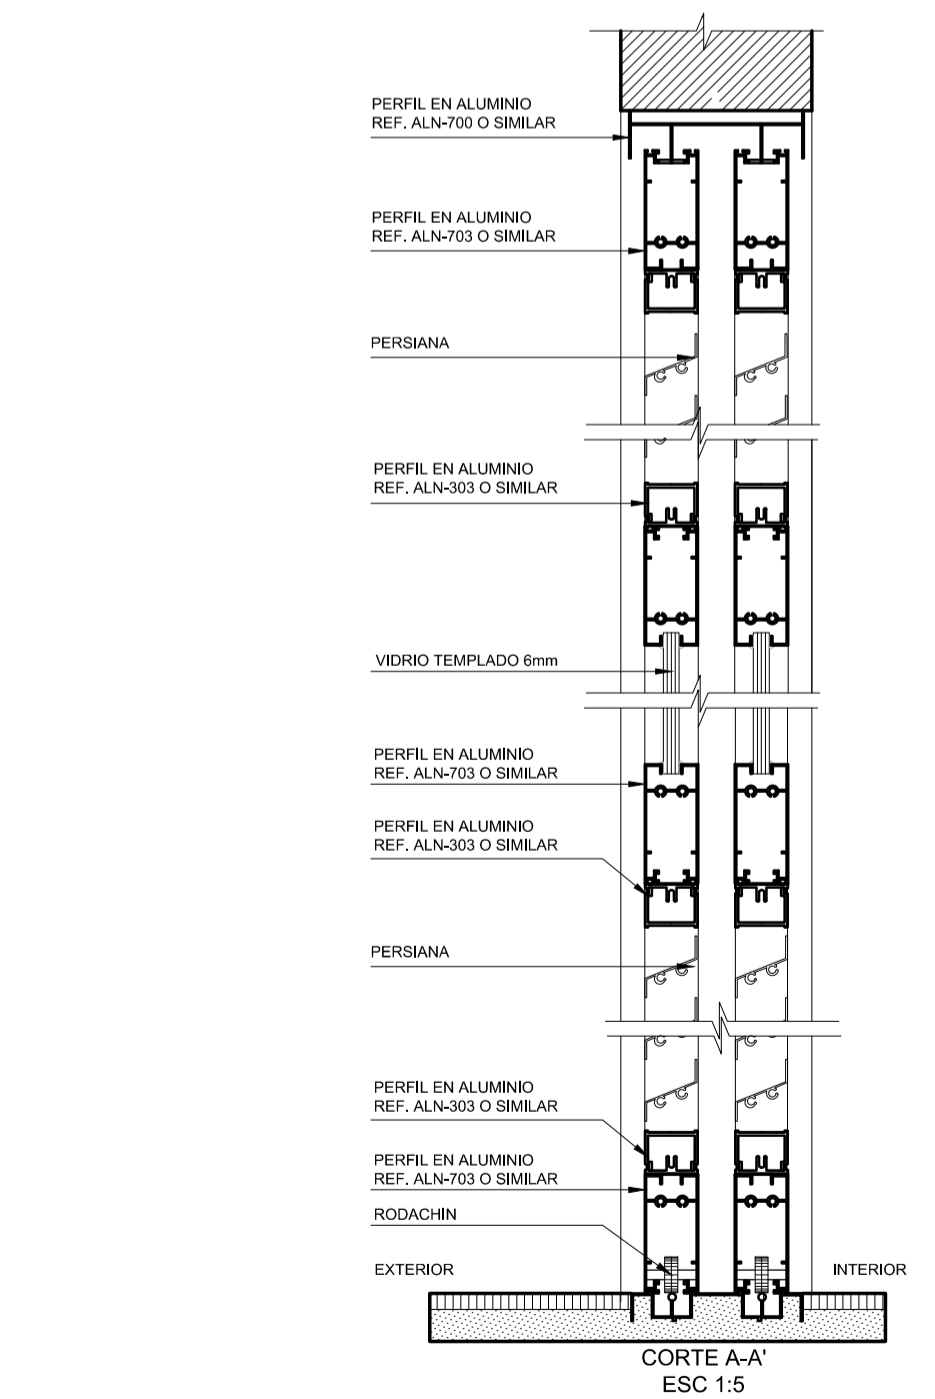 PERFIL EN ALUMINIO
REF. ALN-700 O SIMILAR
PERFIL EN ALUMINIO
REF. ALN-703 O SIMILAR
PERSIANA
PERFIL EN ALUMINIO
REF. ALN-303 O SIMILAR
VIDRIO TEMPLADO 6mm
PERFIL EN ALUMINIO
REF. ALN-703 O SIMILAR
PERFIL EN ALUMINIO
REF. ALN-303 O SIMILAR
PERSIANA
PERFIL EN ALUMINIO
REF. ALN-303 O SIMILAR
PERFIL EN ALUMINIO
REF. ALN-703 O SIMILAR
RODACHIN
EXTERIOR
INTERIOR
CORTE A-A'
ESC 1:5